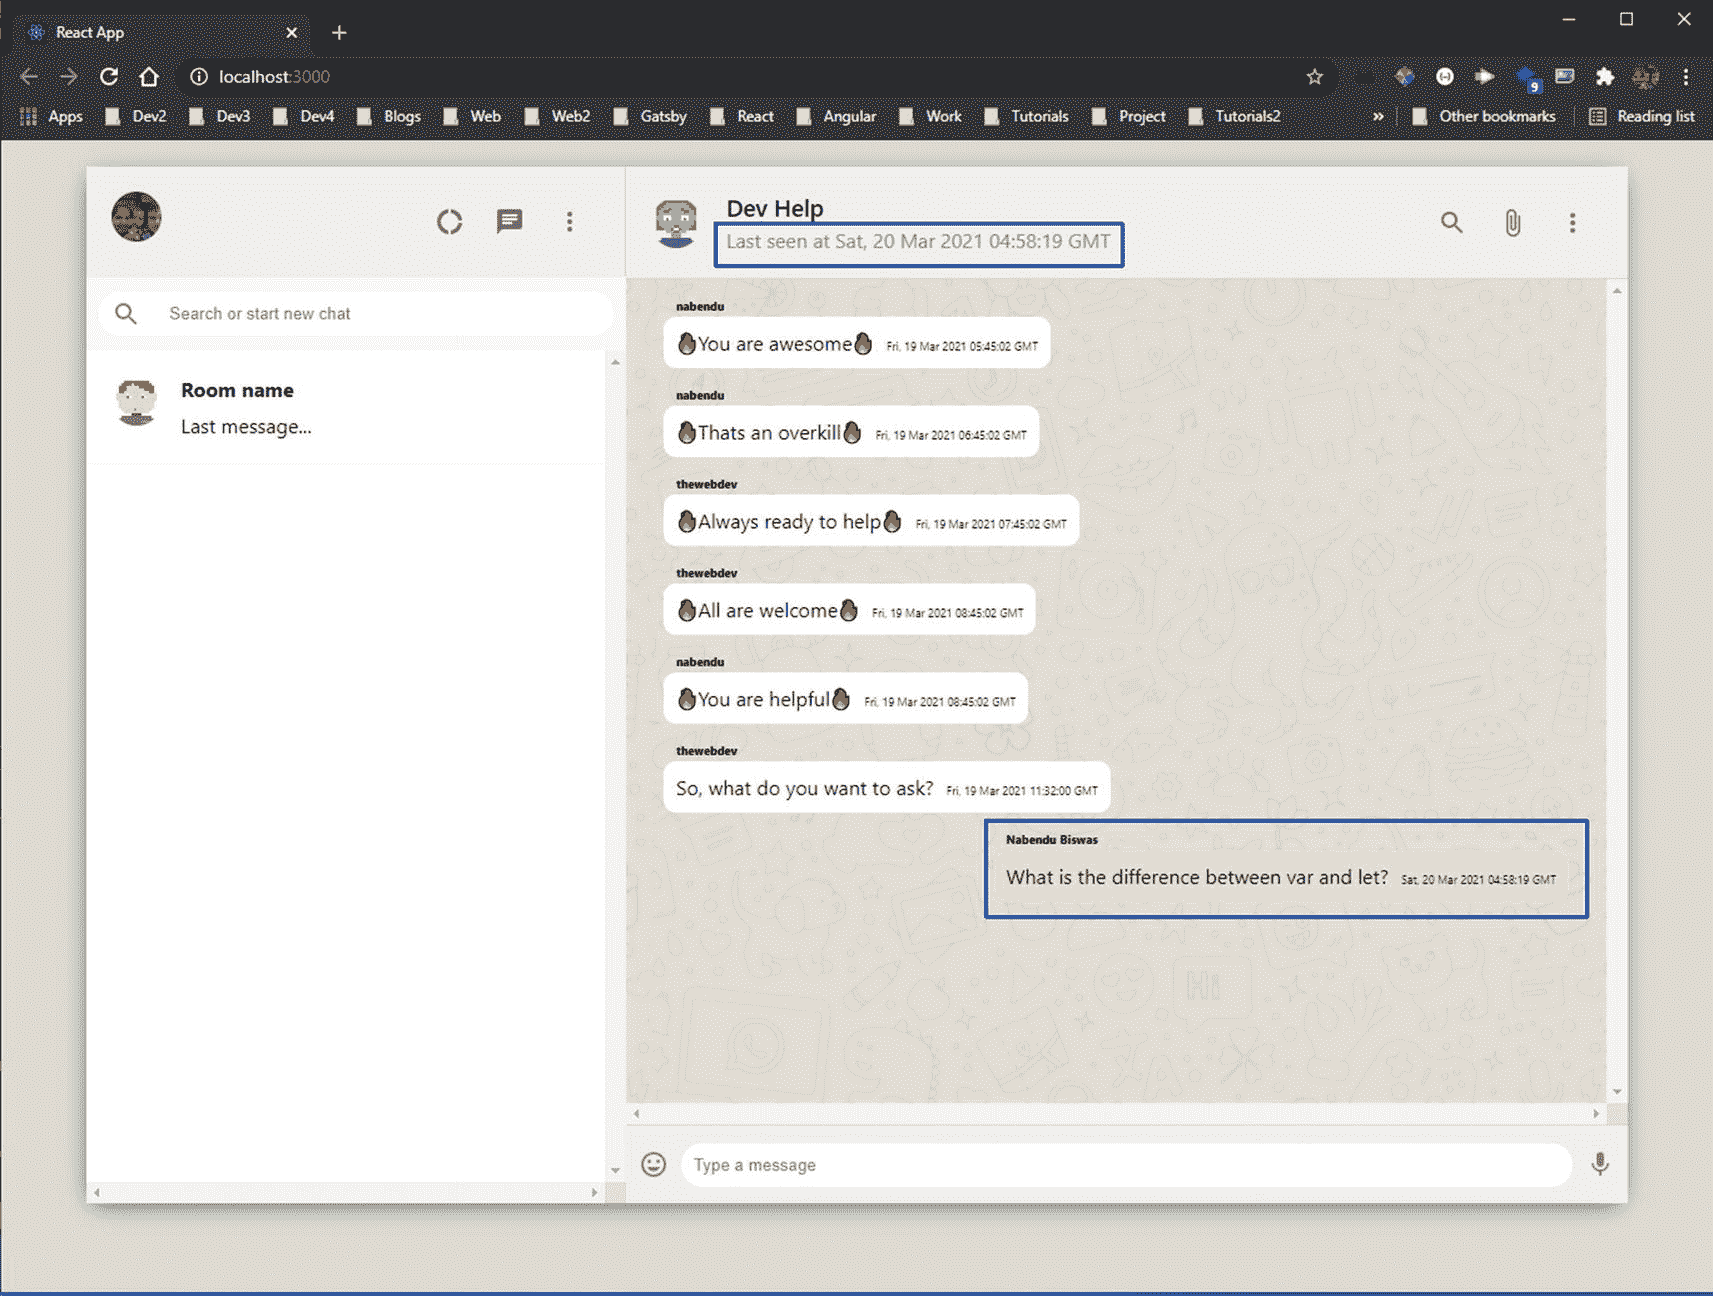 React App
localhost:3000
9
Apps Dev2 Dev3 Dev4 Blogs Web Web2 Gatsby React Angular Work Tutorials Project Tutorials2 » Other bookmarks Reading list
Dev Help
Last seen at Sat, 20 Mar 2021 04:58:19 GMT
Search or start new chat
Room name
Last message...
nabendu
You are awesome Fri, 19 Mar 2021 05:45:02 GMT
nabendu
Thats an overkill Fri, 19 Mar 2021 06:45:02 GMT
thewebdev
Always ready to help Fri, 19 Mar 2021 07:45:02 GMT
thewebdev
All are welcome Fri, 19 Mar 2021 08:45:02 GMT
nabendu
You are helpful Fri, 19 Mar 2021 08:45:02 GMT
thewebdev
So, what do you want to ask? Fri, 19 Mar 2021 11:32:00 GMT
Nabendu Biswas
What is the difference between var and let? Sat, 20 Mar 2021 04:58:19 GMT
Hi
Type a message